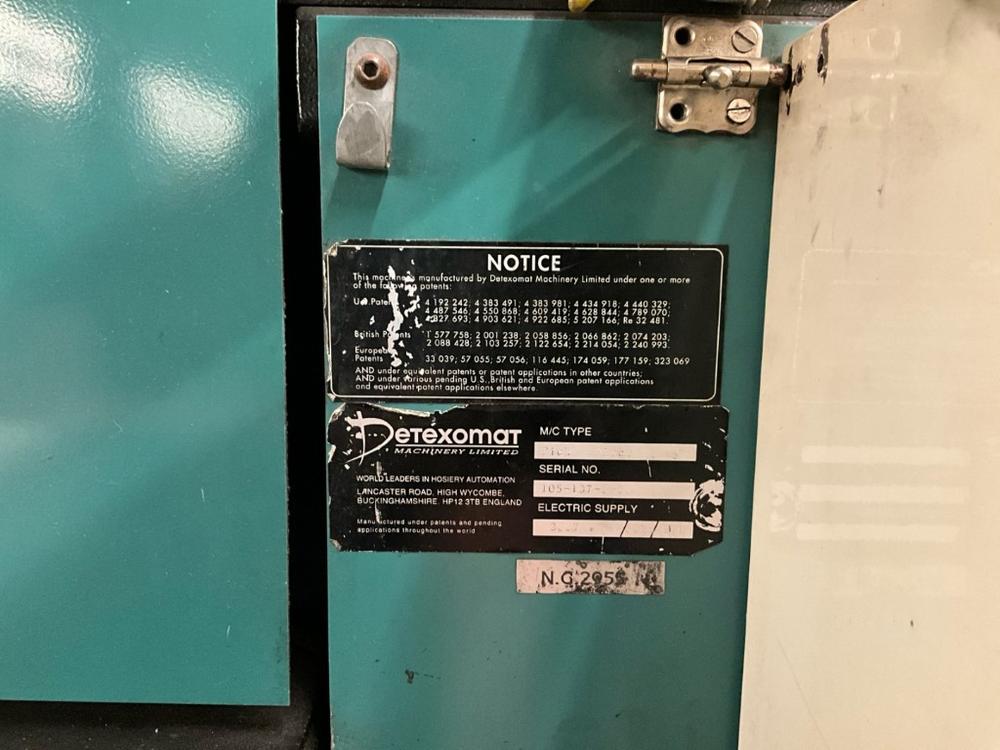 NOTICE
This machine is manufactured by Detexomat Machinery Limited under one or more
of the following patents:
4 192 242; 4 383 491; 4 383 981; 4 434 918; 4 440 329;
4 487 546; 4 550 868; 4 609 419; 4 628 844; 4 789 070;
4 827 693; 4 903 621; 4 922 685; 5 207 166; Re 32 481.
British Patents 1 577 758; 2 001 238; 2 058 856; 2 066 862; 2 074 203;
2 088 428; 2 103 257; 2 122 654; 2 214 054; 2 240 993.
European
Patents 33 039; 57 055; 57 056; 116 445; 174 059; 177 159; 323 069
AND under equivalent patents or patent applications in other countries;
AND under various pending U.S., British and European patent applications
and equivalent patent applications elsewhere.
DETEXOMAT
MACHINERY LIMITED
WORLD LEADERS IN HOSIERY AUTOMATION
LANCASTER ROAD, HIGH WYCOMBE,
BUCKINGHAMSHIRE. HP12 3TB ENGLAND
Manufactured under patents and pending
applications throughout the world
M/C TYPE
SERIAL NO.
105-137-
ELECTRIC SUPPLY
N.G.2955